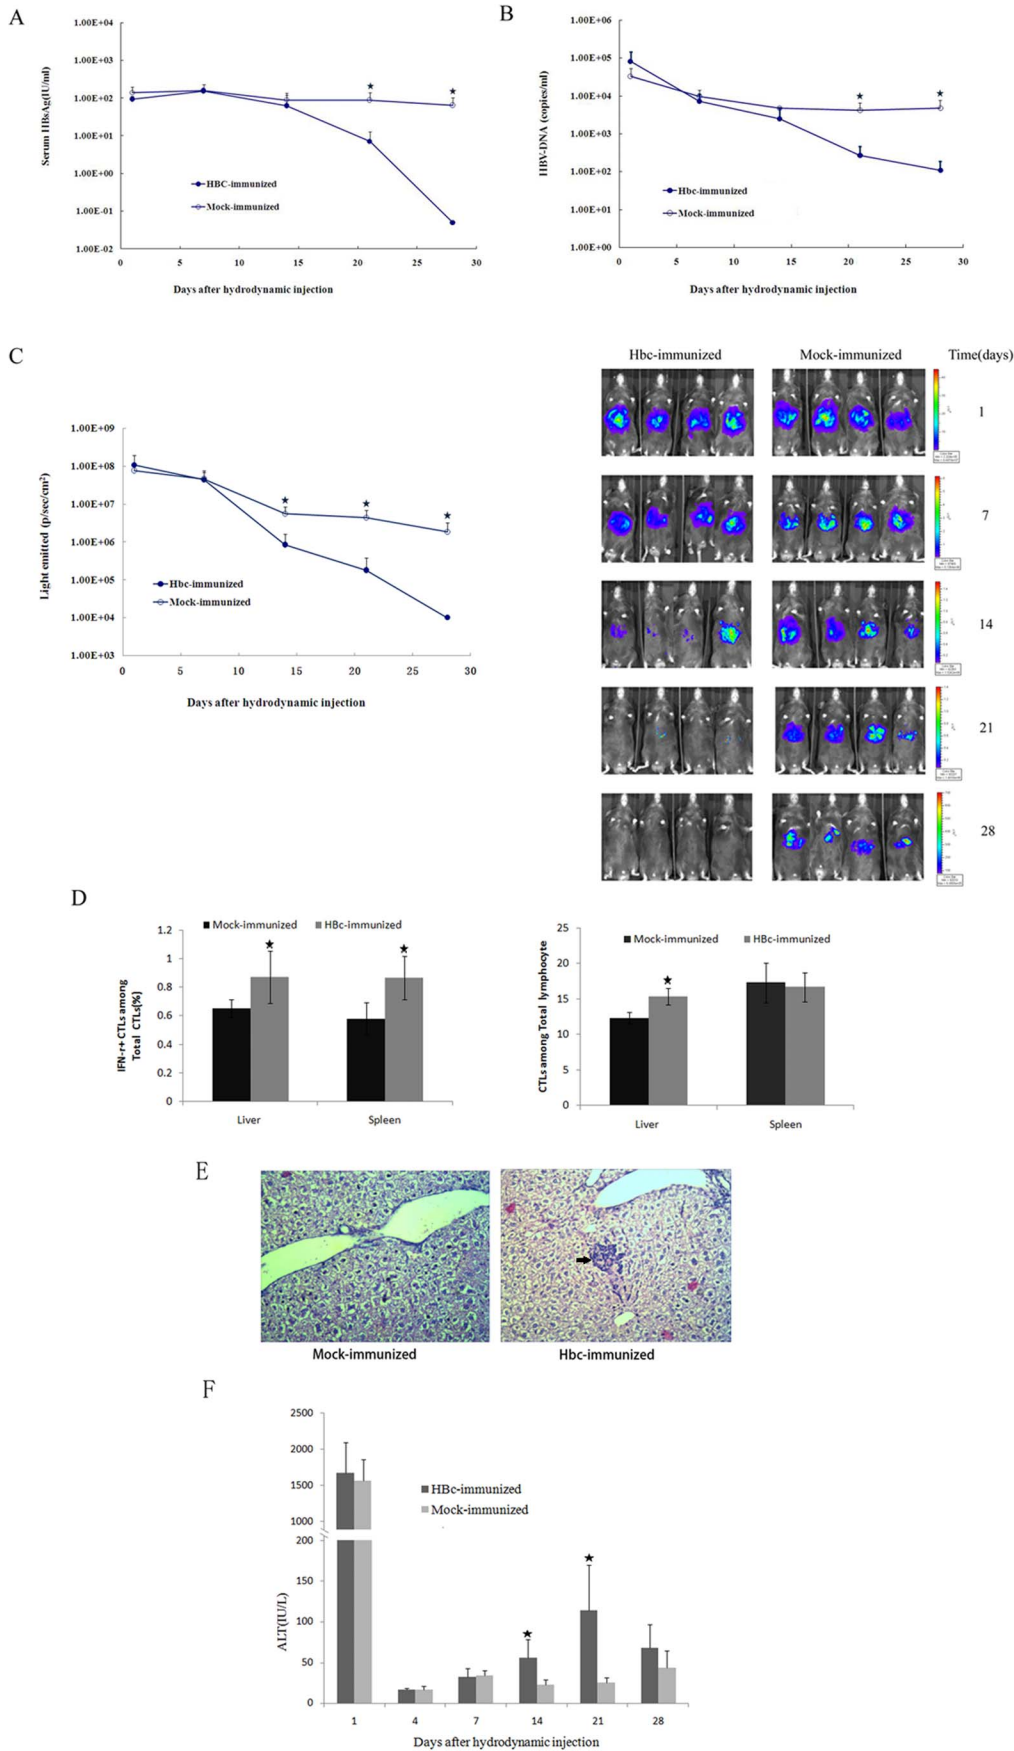 A
1.00E+04
1.00E+03
1.00E+02
1.00E+01
1.00E+00
1.00E-01
1.00E-02
Serum HBsAg(IU/ml)
HBC-immunized
Mock-immunized
0 5 10 15 20 25 30
Days after hydrodynamic injection
B
1.00E+06
1.00E+05
1.00E+04
1.00E+03
1.00E+02
1.00E+01
1.00E+00
HBV-DNA (copies/ml)
Hbc-immunized
Mock-immunized
0 5 10 15 20 25 30
Days after hydrodynamic injection
C
1.00E+09
1.00E+08
1.00E+07
1.00E+06
1.00E+05
1.00E+04
1.00E+03
Light emitted (p/sec/cm²)
Hbc-immunized
Mock-immunized
0 5 10 15 20 25 30
Days after hydrodynamic injection
Hbc-immunized Mock-immunized Time(days)
1
7
14
21
28
D
Mock-immunized HBc-immunized
1.2
1
0.8
0.6
0.4
0.2
0
IFN-r+ CTLs among
Total CTLs(%)
Liver Spleen
Mock-immunized HBc-immunized
25
20
15
10
5
0
CTLs among Total lymphocyte
Liver Spleen
E
Mock-immunized Hbc-immunized
F
2500
2000
1500
1000
200
150
100
50
0
ALT(IU/L)
HBc-immunized
Mock-immunized
1 4 7 14 21 28
Days after hydrodynamic injection